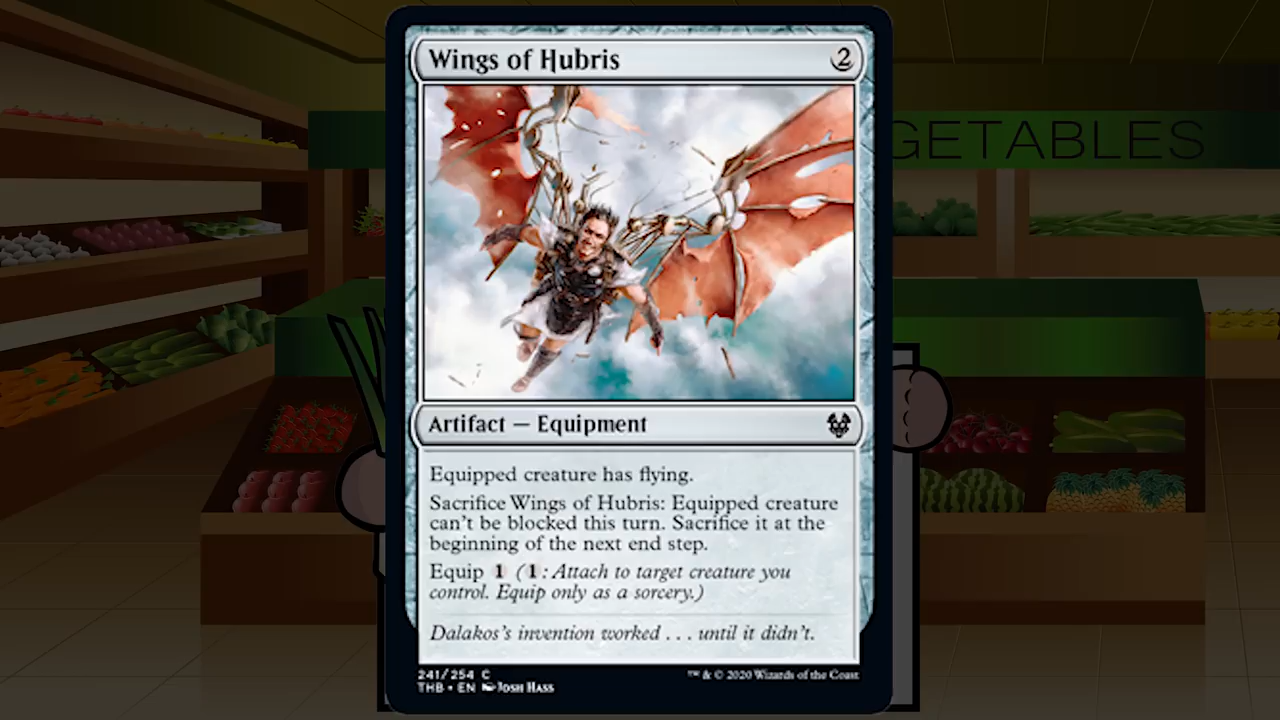 Wings of Hubris 2
GETABLES
Artifact — Equipment
Equipped creature has flying.
Sacrifice Wings of Hubris: Equipped creature
can't be blocked this turn. Sacrifice it at the
beginning of the next end step.
Equip 1 (1: Attach to target creature you
control. Equip only as a sorcery.)
Dalakos's invention worked . . . until it didn't.
241/254 C
THB • EN Josh Hass
™ & © 2020 Wizards of the Coast